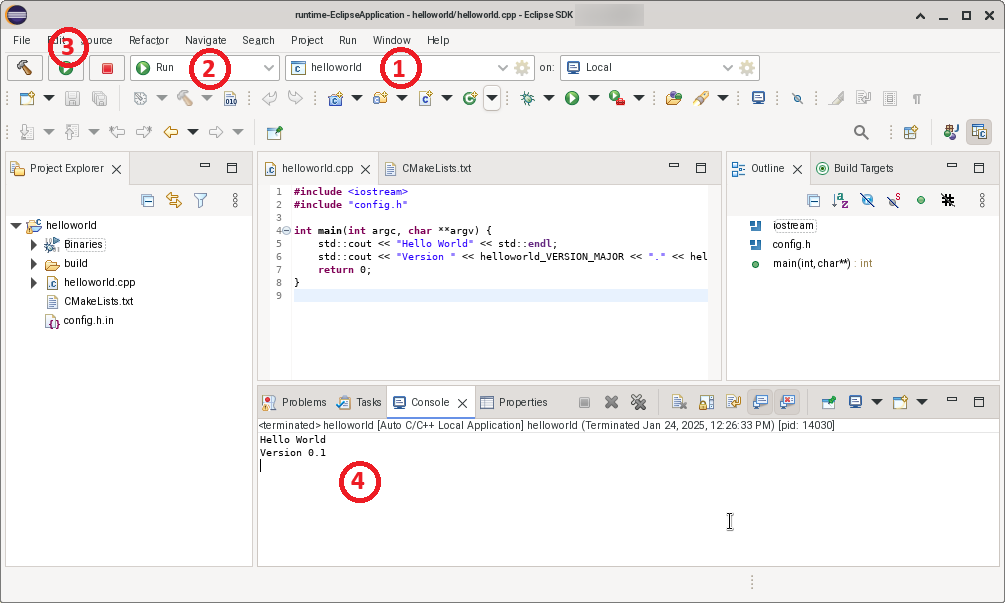 runtime-EclipseApplication - helloworld/helloworld.cpp - Eclipse SDK
File Edit Source Refactor Navigate Search Project Run Window Help
3
Run
2
helloworld
1
on:
Local
010
Project Explorer
helloworld
Binaries
build
helloworld.cpp
CMakeLists.txt
config.h.in
helloworld.cpp
CMakeLists.txt
1 #include <iostream>
2 #include "config.h"
3
4 int main(int argc, char **argv) {
5 std::cout << "Hello World" << std::endl;
6 std::cout << "Version " << helloworld_VERSION_MAJOR << "." << hel
7 return 0;
8 }
9
Outline
Build Targets
iostream
config.h
main(int, char**) : int
Problems
Tasks
Console
Properties
<terminated> helloworld [Auto C/C++ Local Application] helloworld (Terminated Jan 24, 2025, 12:26:33 PM) [pid: 14030]
Hello World
Version 0.1
4